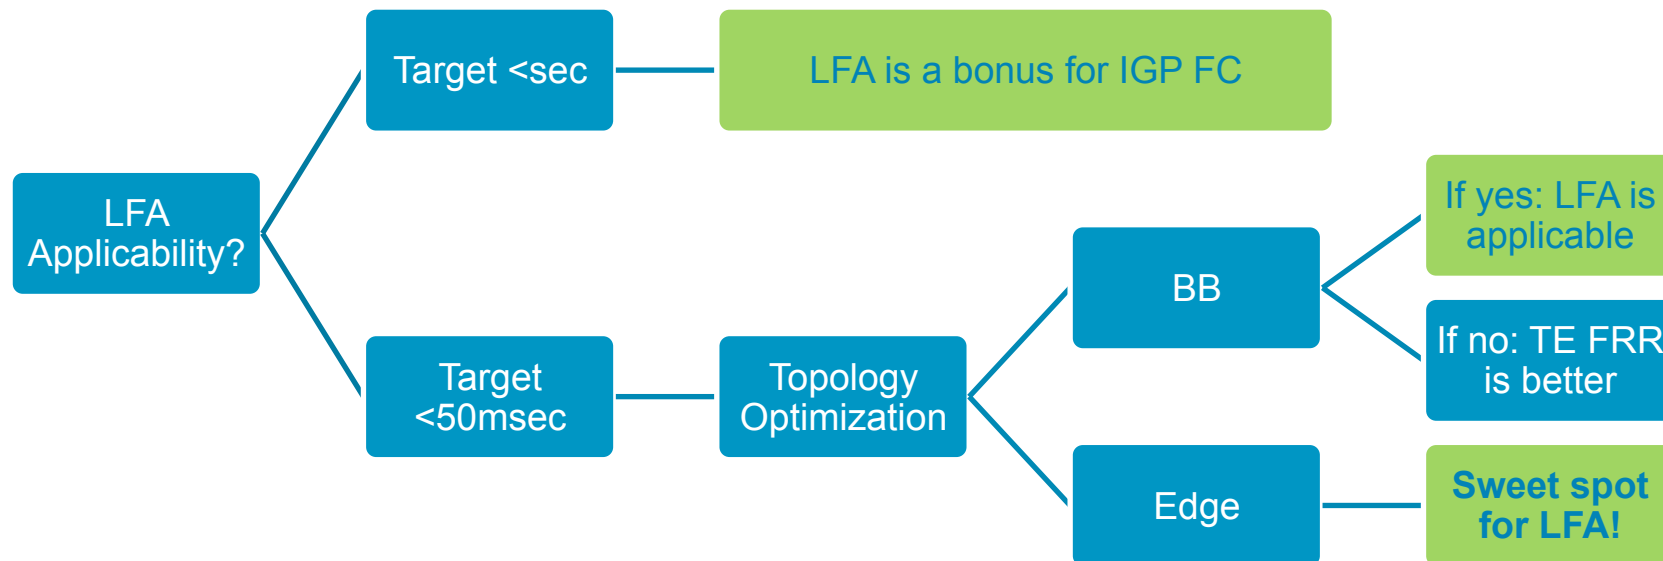 Target <sec
LFA is a bonus for IGP FC
LFA
Applicability?
If yes: LFA is
applicable
BB
If no: TE FRR
is better
Target
<50msec
Topology
Optimization
Edge
Sweet spot
for LFA!